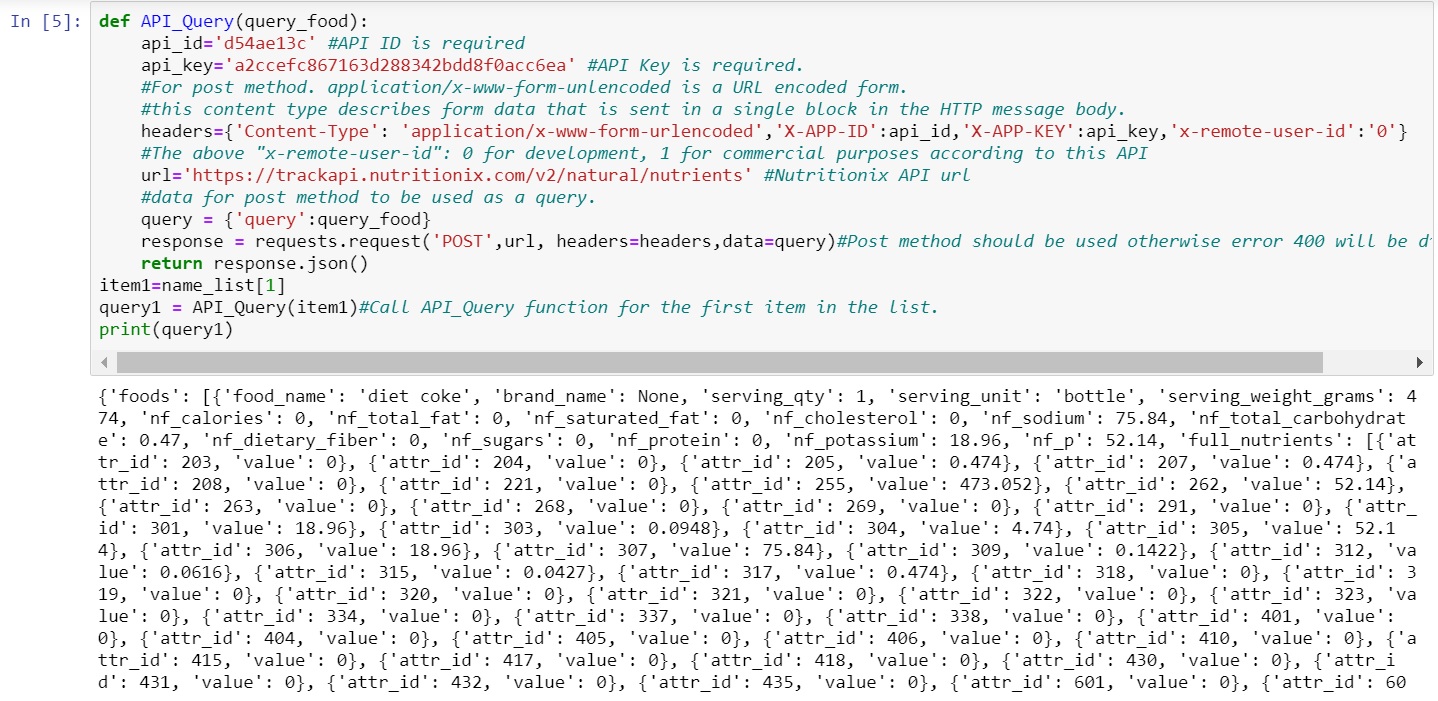 In [5]: def API_Query(query_food):
api_id='d54ae13c' #API ID is required
api_key='a2ccefc867163d288342bdd8f0acc6ea' #API Key is required.
#For post method. application/x-www-form-unlencoded is a URL encoded form.
#this content type describes form data that is sent in a single block in the HTTP message body.
headers={'Content-Type': 'application/x-www-form-urlencoded','X-APP-ID':api_id,'X-APP-KEY':api_key,'x-remote-user-id':'0'}
#The above "x-remote-user-id": 0 for development, 1 for commercial purposes according to this API
url='https://trackapi.nutritionix.com/v2/natural/nutrients' #Nutritionix API url
#data for post method to be used as a query.
query = {'query':query_food}
response = requests.request('POST',url, headers=headers,data=query)#Post method should be used otherwise error 400 will be
return response.json()
item1=name_list[1]
query1 = API_Query(item1)#Call API_Query function for the first item in the list.
print(query1)
{'foods': [{'food_name': 'diet coke', 'brand_name': None, 'serving_qty': 1, 'serving_unit': 'bottle', 'serving_weight_grams': 4
74, 'nf_calories': 0, 'nf_total_fat': 0, 'nf_saturated_fat': 0, 'nf_cholesterol': 0, 'nf_sodium': 75.84, 'nf_total_carbohydrat
e': 0.47, 'nf_dietary_fiber': 0, 'nf_sugars': 0, 'nf_protein': 0, 'nf_potassium': 18.96, 'nf_p': 52.14, 'full_nutrients': [{'at
tr_id': 203, 'value': 0}, {'attr_id': 204, 'value': 0}, {'attr_id': 205, 'value': 0.474}, {'attr_id': 207, 'value': 0.474}, {'a
ttr_id': 208, 'value': 0}, {'attr_id': 221, 'value': 0}, {'attr_id': 255, 'value': 473.052}, {'attr_id': 262, 'value': 52.14},
{'attr_id': 263, 'value': 0}, {'attr_id': 268, 'value': 0}, {'attr_id': 269, 'value': 0}, {'attr_id': 291, 'value': 0}, {'attr_
id': 301, 'value': 18.96}, {'attr_id': 303, 'value': 0.0948}, {'attr_id': 304, 'value': 4.74}, {'attr_id': 305, 'value': 52.1
4}, {'attr_id': 306, 'value': 18.96}, {'attr_id': 307, 'value': 75.84}, {'attr_id': 309, 'value': 0.1422}, {'attr_id': 312, 'va
lue': 0.0616}, {'attr_id': 315, 'value': 0.0427}, {'attr_id': 317, 'value': 0.474}, {'attr_id': 318, 'value': 0}, {'attr_id': 3
19, 'value': 0}, {'attr_id': 320, 'value': 0}, {'attr_id': 321, 'value': 0}, {'attr_id': 322, 'value': 0}, {'attr_id': 323, 'va
lue': 0}, {'attr_id': 334, 'value': 0}, {'attr_id': 337, 'value': 0}, {'attr_id': 338, 'value': 0}, {'attr_id': 401, 'value':
0}, {'attr_id': 404, 'value': 0}, {'attr_id': 405, 'value': 0}, {'attr_id': 406, 'value': 0}, {'attr_id': 410, 'value': 0}, {'a
ttr_id': 415, 'value': 0}, {'attr_id': 417, 'value': 0}, {'attr_id': 418, 'value': 0}, {'attr_id': 430, 'value': 0}, {'attr_i
d': 431, 'value': 0}, {'attr_id': 432, 'value': 0}, {'attr_id': 435, 'value': 0}, {'attr_id': 601, 'value': 0}, {'attr_id': 60